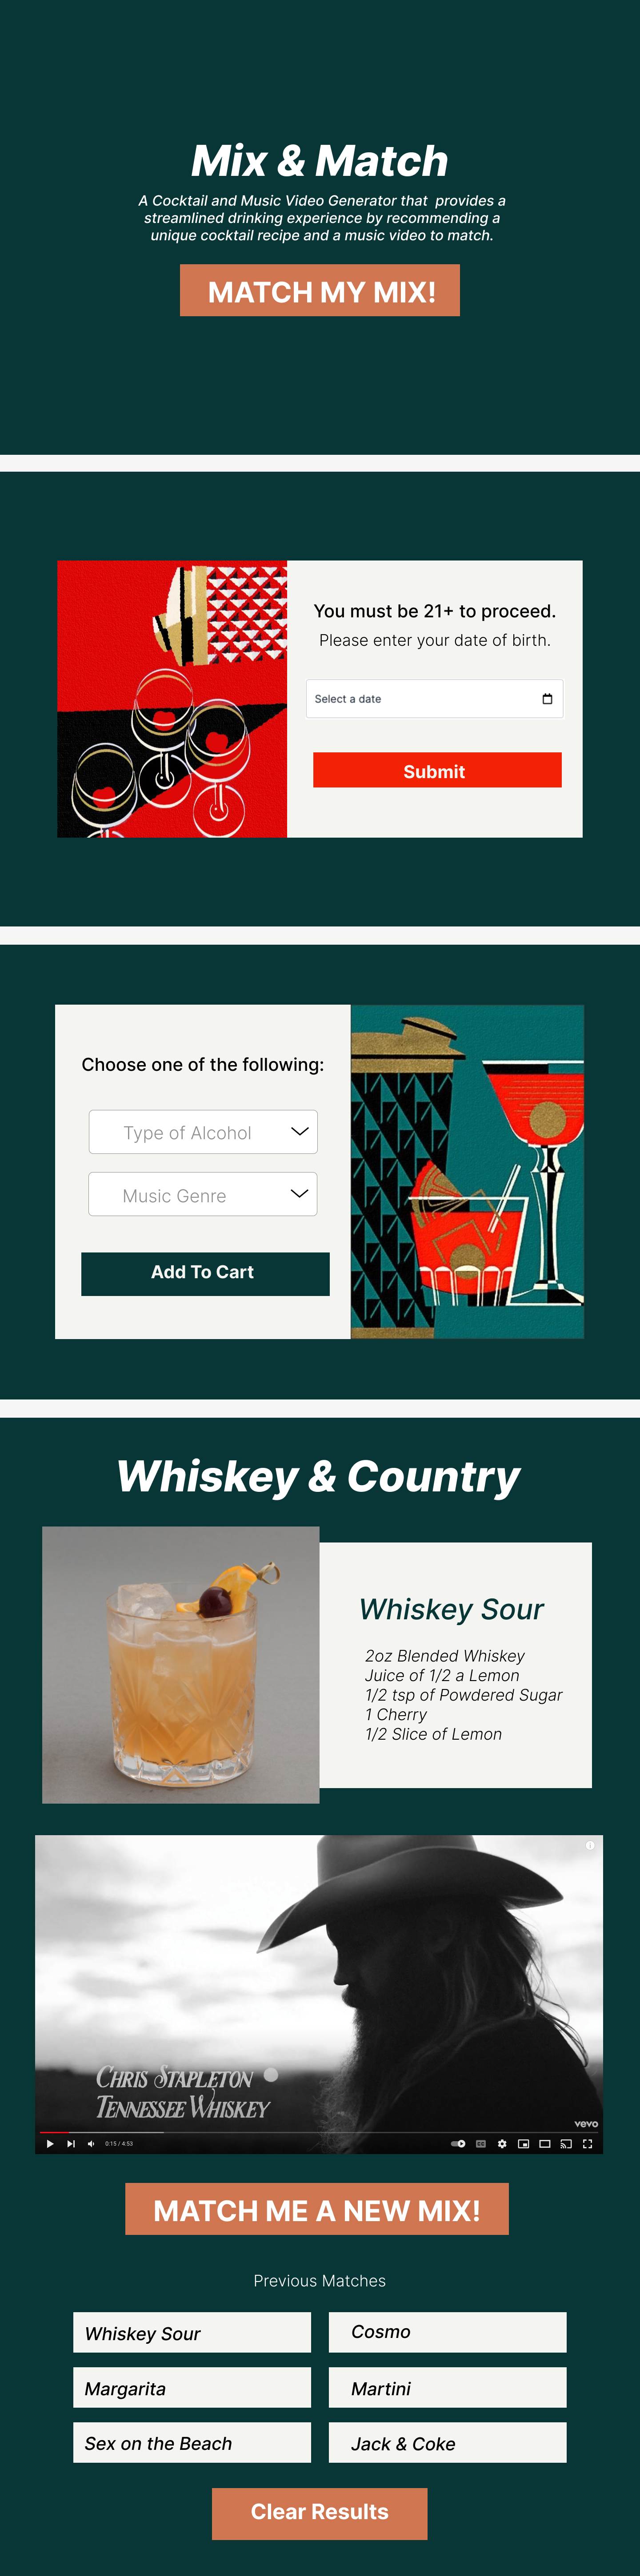 Mix & Match
A Cocktail and Music Video Generator that provides a
streamlined drinking experience by recommending a
unique cocktail recipe and a music video to match.
MATCH MY MIX!
You must be 21+ to proceed.
Please enter your date of birth.
Select a date
Submit
Choose one of the following:
Type of Alcohol
Music Genre
Add To Cart
Whiskey & Country
Whiskey Sour
2oz Blended Whiskey
Juice of 1/2 a Lemon
1/2 tsp of Powdered Sugar
1 Cherry
1/2 Slice of Lemon
CHRIS STAPLETON
TENNESSEE WHISKEY
vevo
0:15 / 4:53
MATCH ME A NEW MIX!
Previous Matches
Whiskey Sour
Cosmo
Margarita
Martini
Sex on the Beach
Jack & Coke
Clear Results